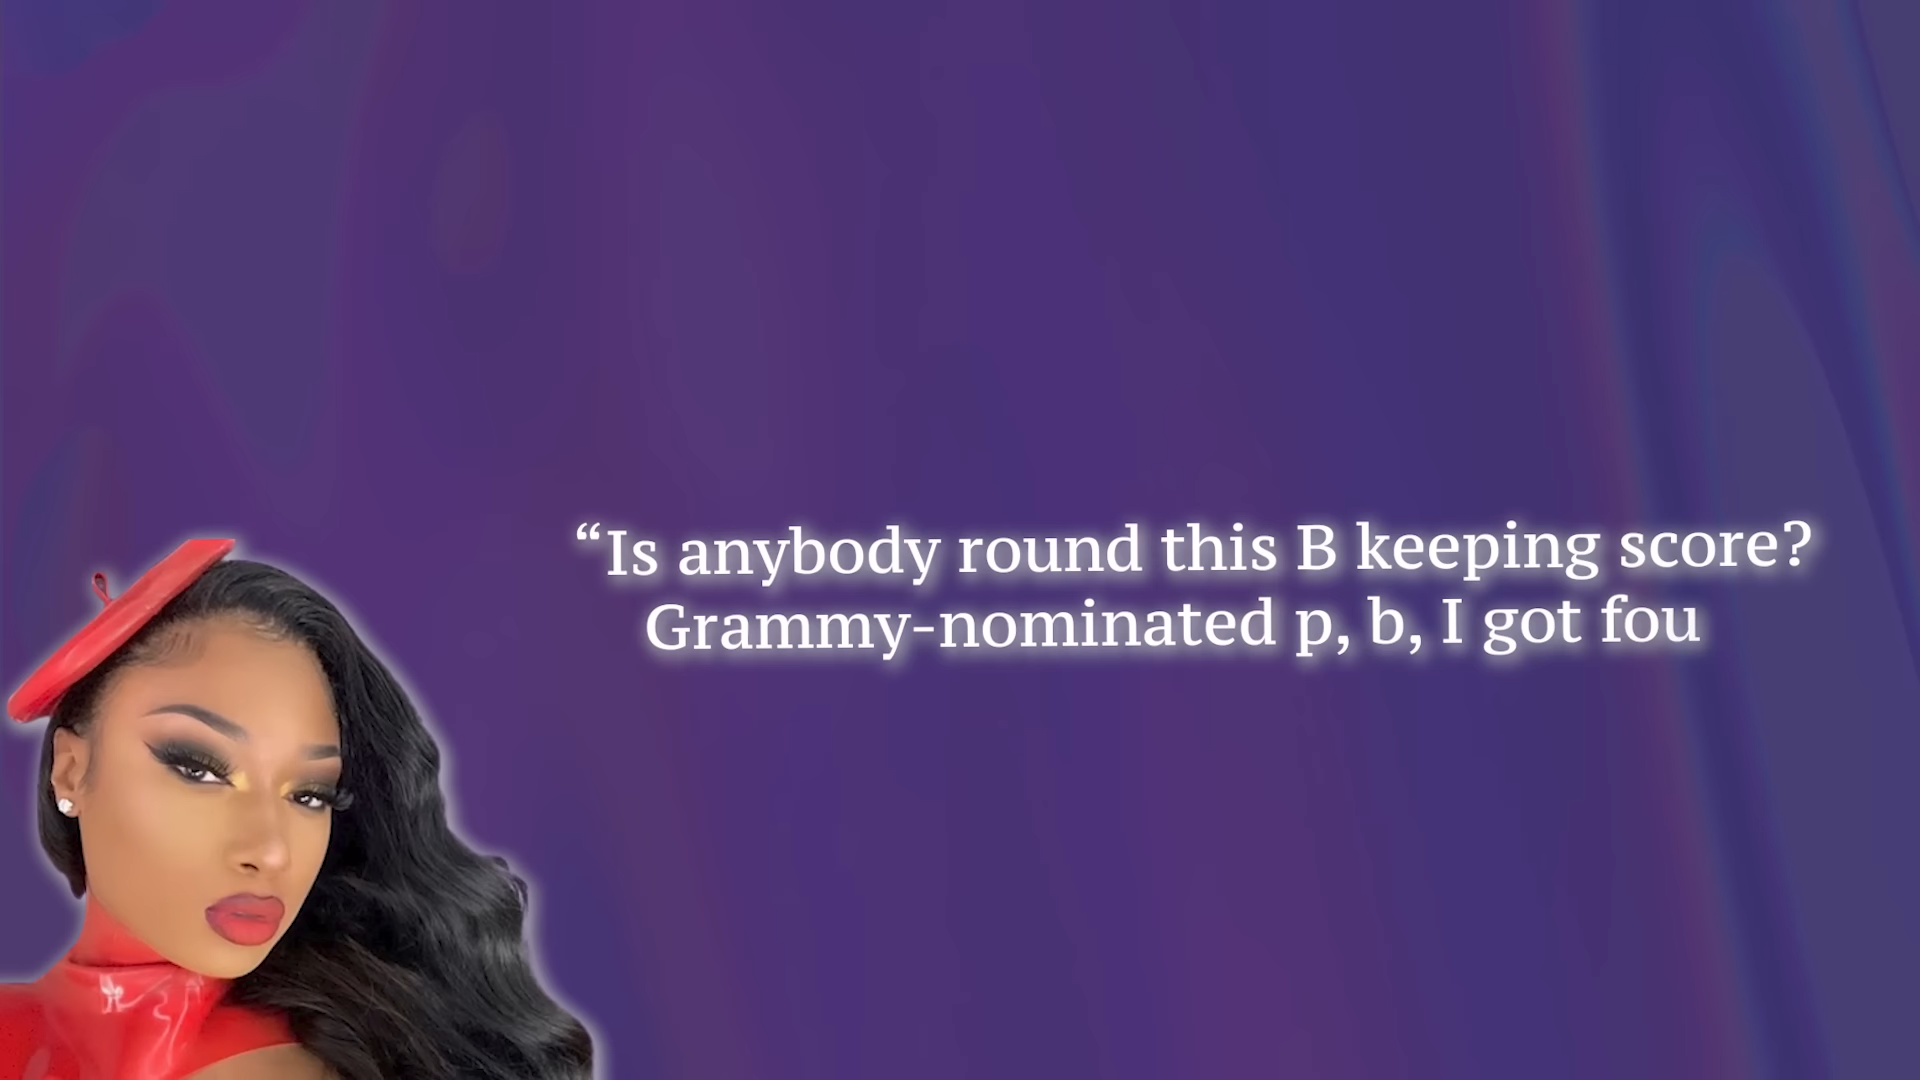 “Is anybody round this B keeping score?
Grammy-nominated p, b, I got fou